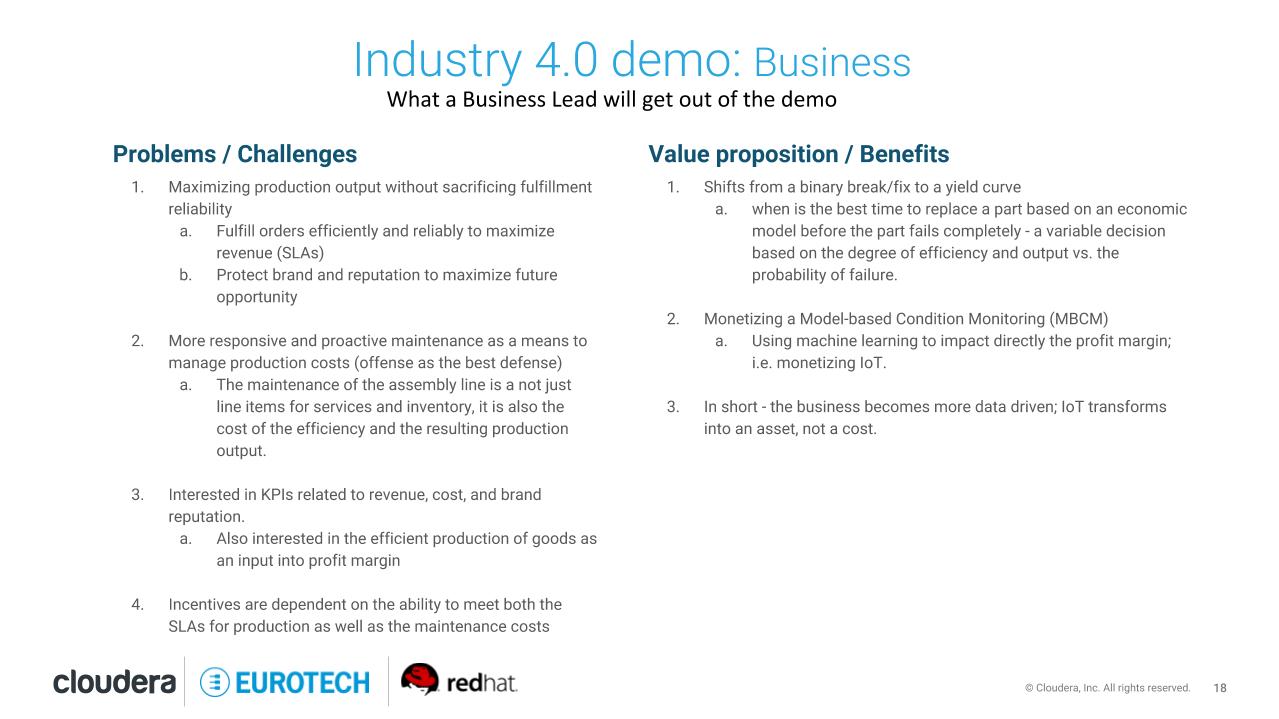 Industry 4.0 demo: Business
What a Business Lead will get out of the demo
Problems / Challenges
1. Maximizing production output without sacrificing fulfillment
reliability
a. Fulfill orders efficiently and reliably to maximize
revenue (SLAs)
b. Protect brand and reputation to maximize future
opportunity
2. More responsive and proactive maintenance as a means to
manage production costs (offense as the best defense)
a. The maintenance of the assembly line is a not just
line items for services and inventory, it is also the
cost of the efficiency and the resulting production
output.
3. Interested in KPIs related to revenue, cost, and brand
reputation.
a. Also interested in the efficient production of goods as
an input into profit margin
4. Incentives are dependent on the ability to meet both the
SLAs for production as well as the maintenance costs
Value proposition / Benefits
1. Shifts from a binary break/fix to a yield curve
a. when is the best time to replace a part based on an economic
model before the part fails completely - a variable decision
based on the degree of efficiency and output vs. the
probability of failure.
2. Monetizing a Model-based Condition Monitoring (MBCM)
a. Using machine learning to impact directly the profit margin;
i.e. monetizing IoT.
3. In short - the business becomes more data driven; IoT transforms
into an asset, not a cost.
cloudera
EUROTECH
redhat.
© Cloudera, Inc. All rights reserved. 18